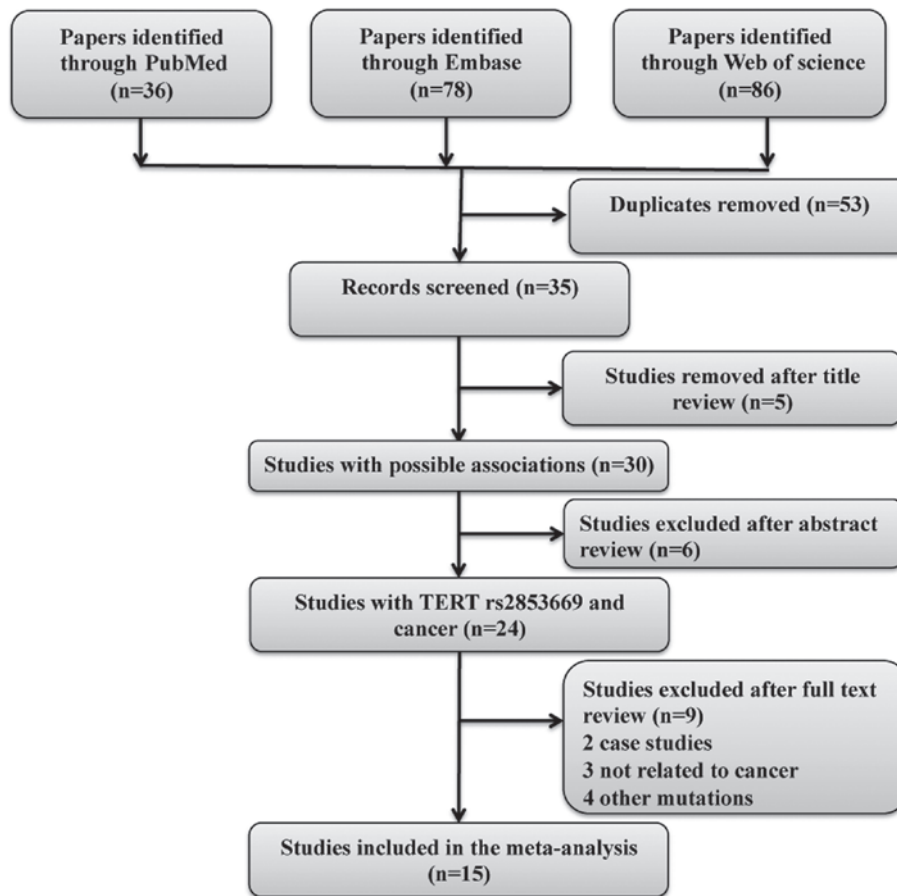 Papers identified
through PubMed
(n=36)
Papers identified
through Embase
(n=78)
Papers identified
through Web of science
(n=86)
Duplicates removed (n=53)
Records screened (n=35)
Studies removed after title
review (n=5)
Studies with possible associations (n=30)
Studies excluded after abstract
review (n=6)
Studies with TERT rs2853669 and
cancer (n=24)
Studies excluded after full text
review (n=9)
2 case studies
3 not related to cancer
4 other mutations
Studies included in the meta-analysis
(n=15)